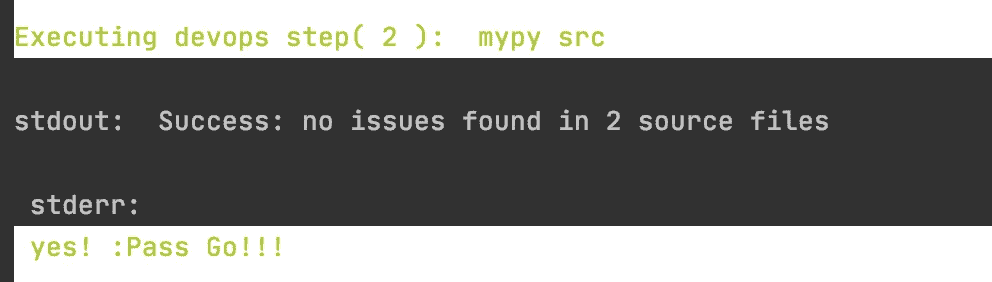 Executing devops step( 2 ):  mypy src
stdout:  Success: no issues found in 2 source files
stderr:
yes! :Pass Go!!!